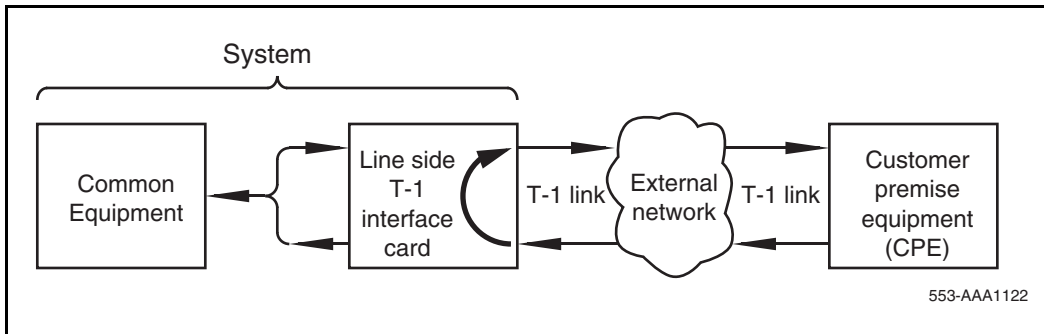 System
Common
Equipment
Line side
T-1
interface
card
T-1 link
External
network
T-1 link
Customer
premise
equipment
(CPE)
553-AAA1122